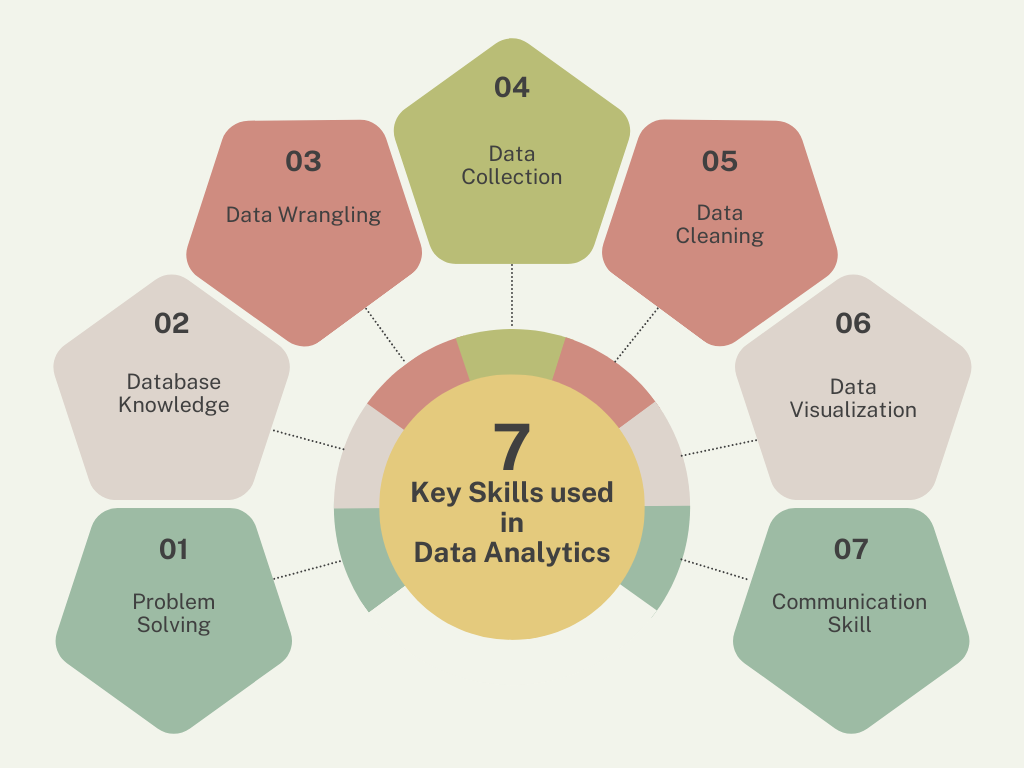 04
Data
Collection
03
Data Wrangling
05
Data
Cleaning
02
Database
Knowledge
06
Data
Visualization
7
Key Skills used
in
Data Analytics
01
Problem
Solving
07
Communication
Skill